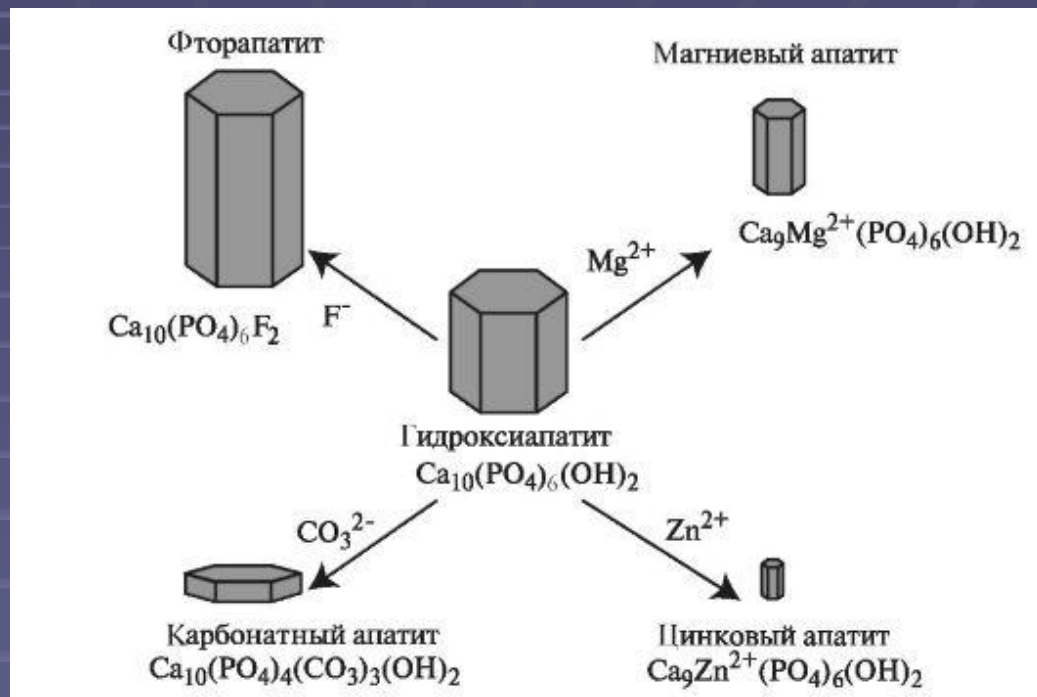 Фторапатит
Магниевый апатит
Ca₉Mg²⁺(PO₄)₆(OH)₂
Mg²⁺
F⁻
Ca₁₀(PO₄)₆F₂
Гидроксиапатит
Ca₁₀(PO₄)₆(OH)₂
CO₃²⁻
Zn²⁺
Карбонатный апатит
Ca₁₀(PO₄)₄(CO₃)₃(OH)₂
Цинковый апатит
Ca₉Zn²⁺(PO₄)₆(OH)₂